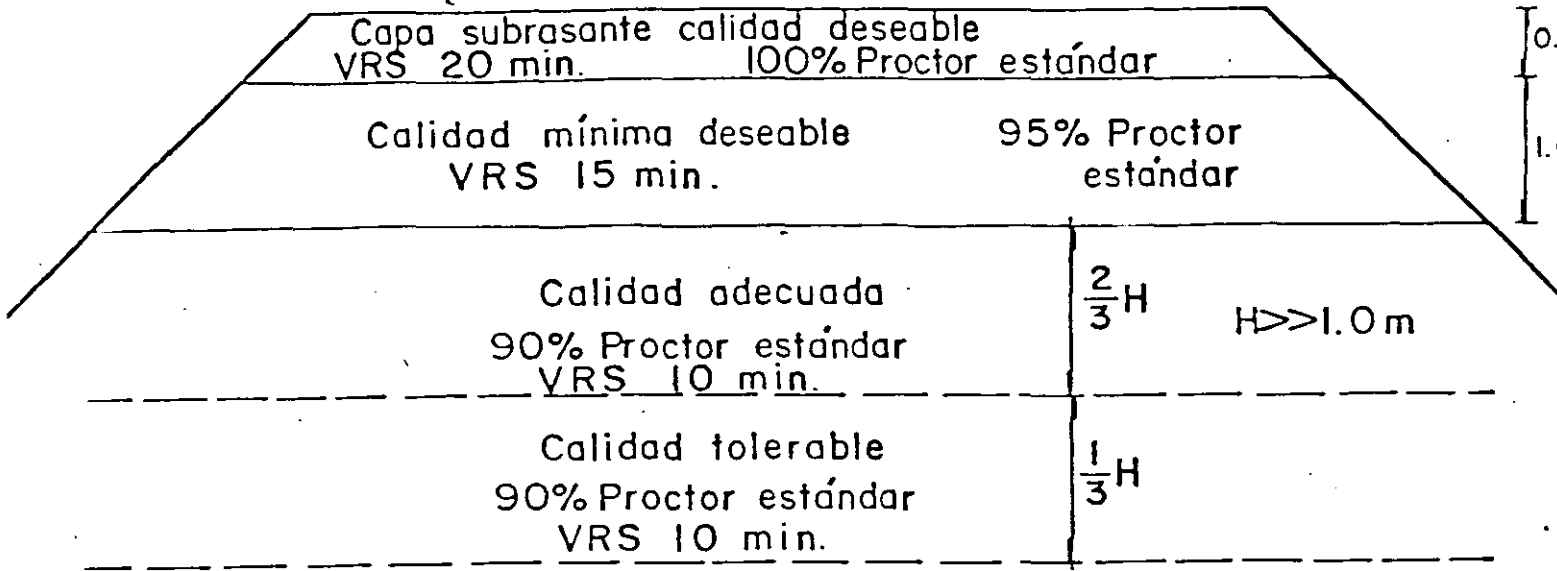 Capa subrasante calidad deseable
VRS 20 min. 100% Proctor estándar
0.
Calidad mínima deseable 95% Proctor
VRS 15 min. estándar
1.
Calidad adecuada
2/3 H
H>>1.0 m
90% Proctor estándar
VRS 10 min.
Calidad tolerable
1/3 H
90% Proctor estándar
VRS 10 min.